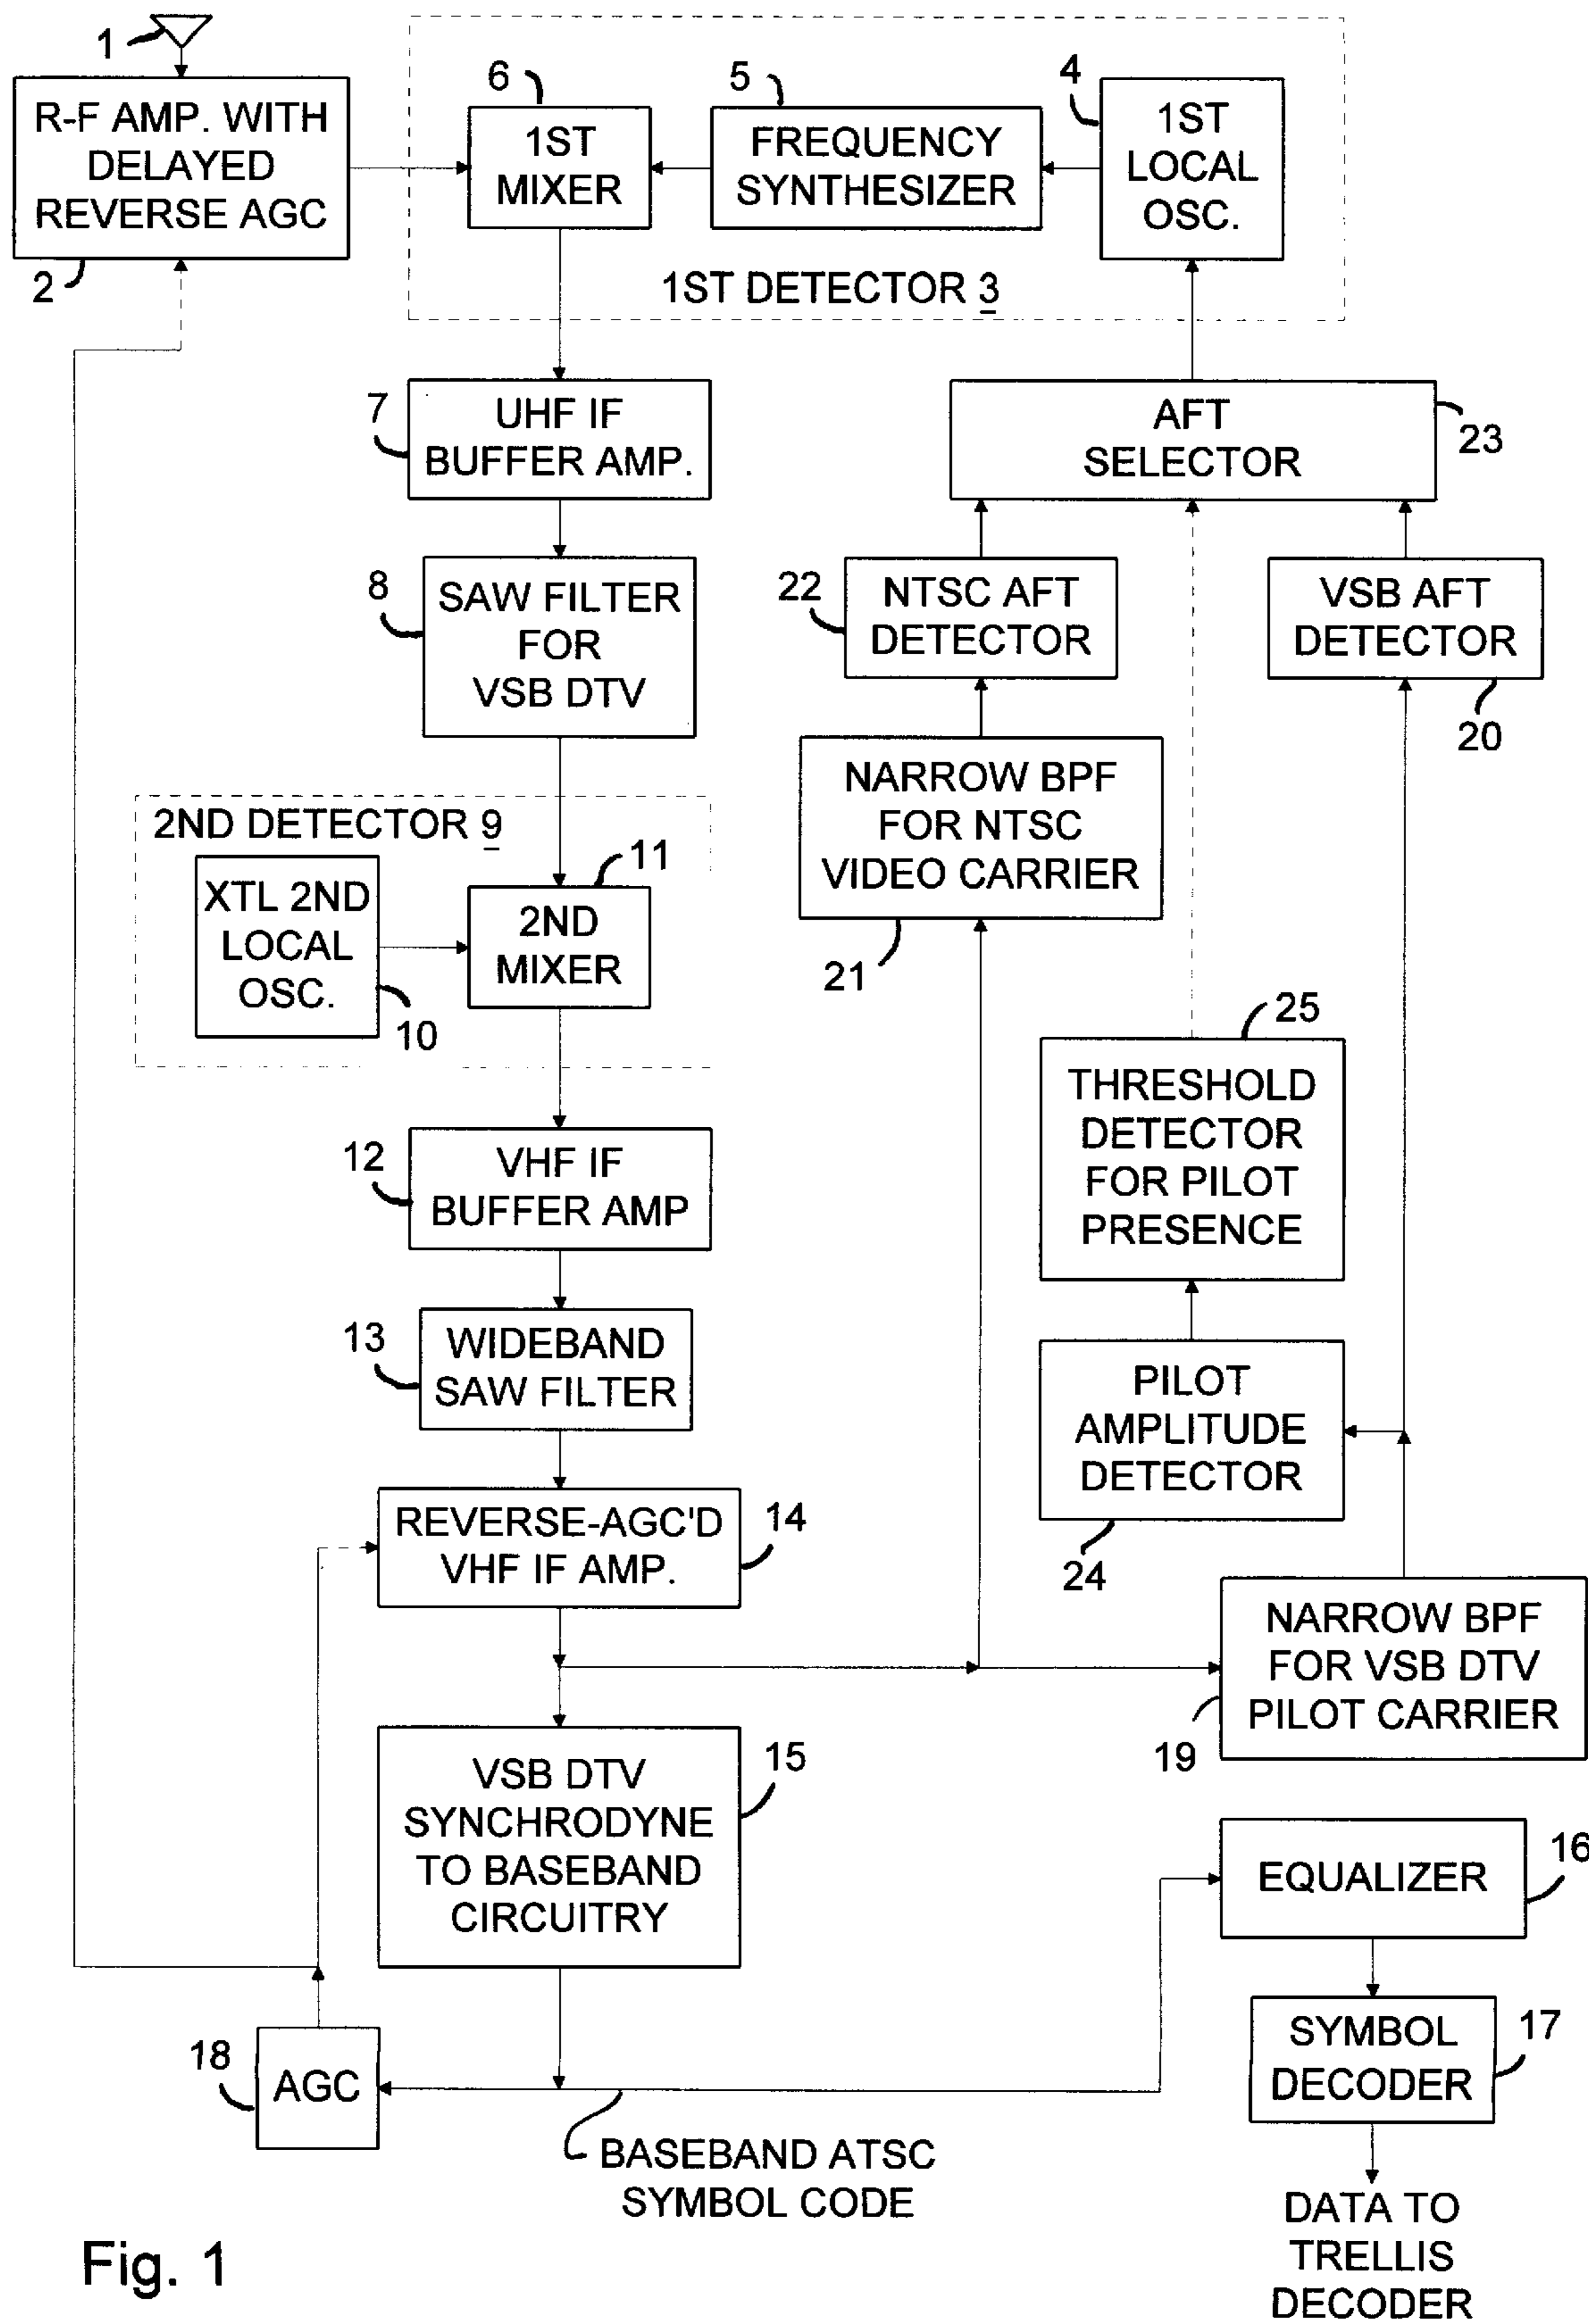 1
R-F AMP. WITH
DELAYED
REVERSE AGC
2
6
1ST
MIXER
5
FREQUENCY
SYNTHESIZER
4
1ST
LOCAL
OSC.
1ST DETECTOR 3
7
UHF IF
BUFFER AMP.
AFT
SELECTOR
23
8
SAW FILTER
FOR
VSB DTV
22
NTSC AFT
DETECTOR
VSB AFT
DETECTOR
20
NARROW BPF
FOR NTSC
VIDEO CARRIER
21
2ND DETECTOR 9
XTL 2ND
LOCAL
OSC.
10
11
2ND
MIXER
25
THRESHOLD
DETECTOR
FOR PILOT
PRESENCE
12
VHF IF
BUFFER AMP
13
WIDEBAND
SAW FILTER
PILOT
AMPLITUDE
DETECTOR
24
REVERSE-AGC'D
VHF IF AMP.
14
NARROW BPF
FOR VSB DTV
PILOT CARRIER
19
VSB DTV
SYNCHRODYNE
TO BASEBAND
CIRCUITRY
15
EQUALIZER
16
18
AGC
SYMBOL
DECODER
17
BASEBAND ATSC
SYMBOL CODE
DATA TO
TRELLIS
DECODER
Fig. 1